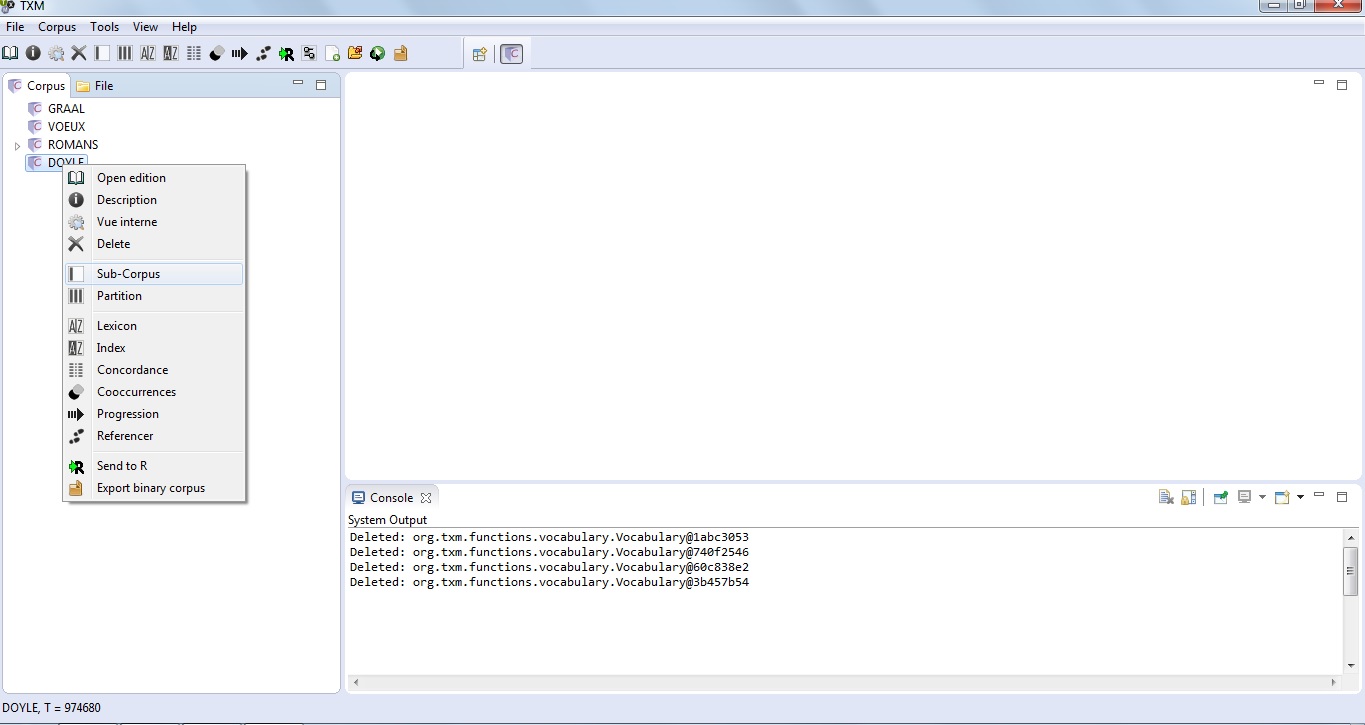 TXM
File Corpus Tools View Help
Corpus File
GRAAL
VOEUX
ROMANS
DOYLE
Open edition
Description
Vue interne
Delete
Sub-Corpus
Partition
Lexicon
Index
Concordance
Cooccurrences
Progression
Referencer
Send to R
Export binary corpus
Console
System Output
Deleted: org.txm.functions.vocabulary.Vocabulary@1abc3053
Deleted: org.txm.functions.vocabulary.Vocabulary@740f2546
Deleted: org.txm.functions.vocabulary.Vocabulary@60c838e2
Deleted: org.txm.functions.vocabulary.Vocabulary@3b457b54
DOYLE, T = 974680